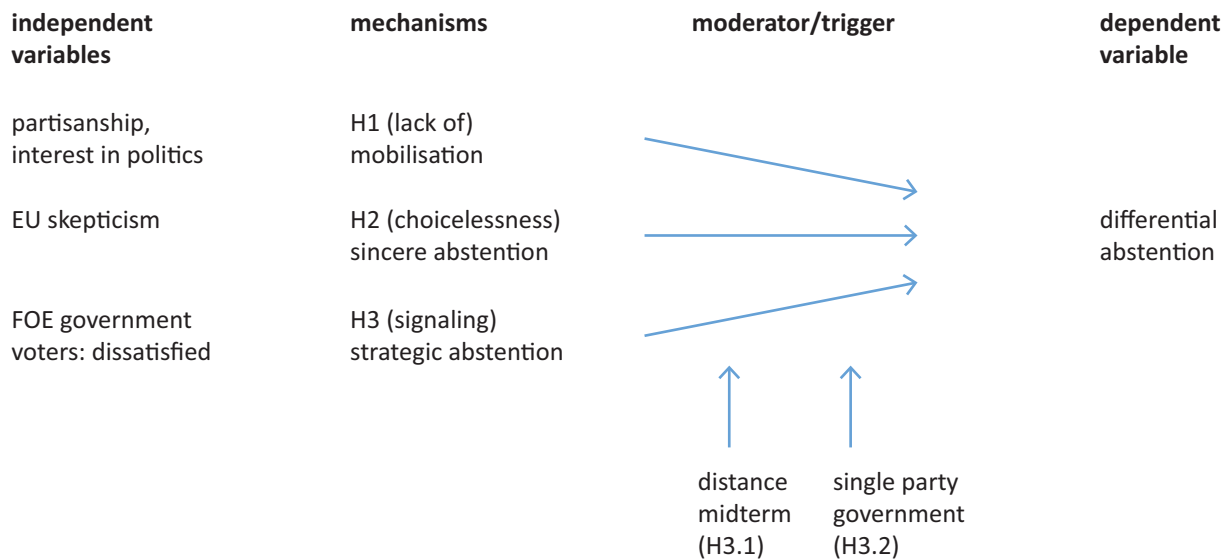 independent
variables
mechanisms
moderator/trigger
dependent
variable
partisanship,
interest in politics
H1 (lack of)
mobilisation
EU skepticism
H2 (choicelessness)
sincere abstention
differential
abstention
FOE government
voters: dissatisfied
H3 (signaling)
strategic abstention
distance
midterm
(H3.1)
single party
government
(H3.2)